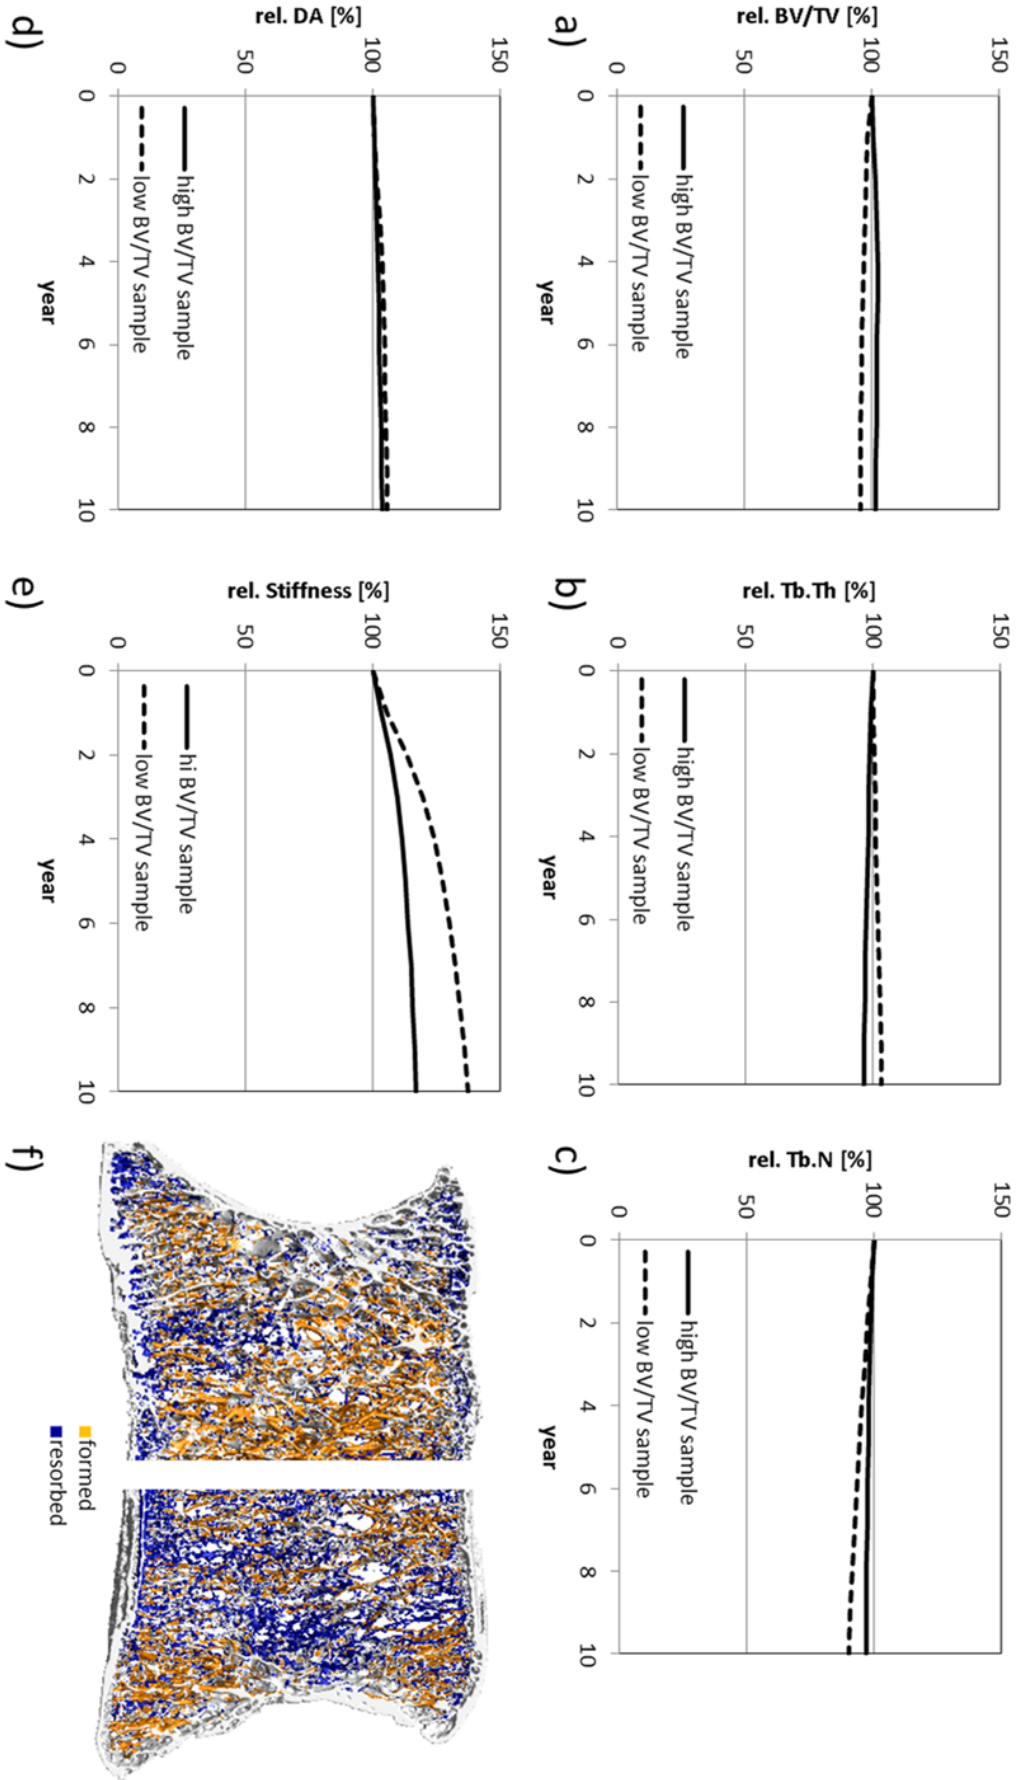 rel. BV/TV [%]
150
100
50
0
high BV/TV sample
low BV/TV sample
0 2 4 6 8 10
year
a)
rel. Tb.Th [%]
150
100
50
0
high BV/TV sample
low BV/TV sample
0 2 4 6 8 10
year
b)
rel. Tb.N [%]
150
100
50
0
high BV/TV sample
low BV/TV sample
0 2 4 6 8 10
year
c)
rel. DA [%]
150
100
50
0
high BV/TV sample
low BV/TV sample
0 2 4 6 8 10
year
d)
rel. Stiffness [%]
150
100
50
0
hi BV/TV sample
low BV/TV sample
0 2 4 6 8 10
year
e)
formed
resorbed
f)